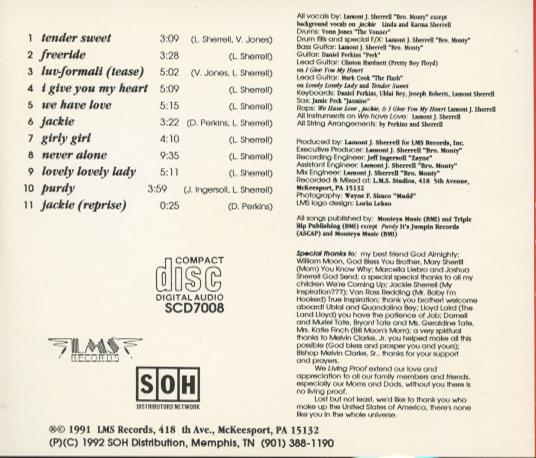 1 tender sweet 3:09 (L. Sherrell, V. Jones)
2 freeride 3:28 (L. Sherrell)
3 luv-formali (tease) 5:02 (V. Jones, L. Sherrell)
4 i give you my heart 5:09 (L. Sherrell)
5 we have love 5:15 (L. Sherrell)
6 jackie 3:22 (D. Perkins, L. Sherrell)
7 girly girl 4:10 (L. Sherrell)
8 never alone 9:35 (L. Sherrell)
9 lovely lovely lady 5:11 (L. Sherrell)
10 purdy 3:59 (J. Ingersoll, L. Sherrell)
11 jackie (reprise) 0:25 (D. Perkins)
COMPACT
disc
DIGITAL AUDIO
SCD7008
LMS
RECORDS
SOH
DISTRIBUTORS NETWORK
®© 1991 LMS Records, 418 th Ave., McKeesport, PA 15132
(P)(C) 1992 SOH Distribution, Memphis, TN (901) 388-1190
All vocals by: Lamont J. Sherrell "Bro. Monty" except
background vocals on jackie Linda and Karma Sherrell
Drums: Vonn Jones "The Vonner"
Drum fills and special F/X: Lamont J. Sherrell "Bro. Monty"
Bass Guitar: Lamont J. Sherrell "Bro. Monty"
Guitar: Daniel Perkins "Perk"
Lead Guitar: Clinton Burdnett (Pretty Boy Floyd)
on I Give You My Heart
Lead Guitar: Mark Cook "The Flash"
on Lovely Lovely Lady and Tender Sweet
Keyboards: Daniel Perkins, Ublai Bey, Joseph Roberts, Lamont Sherrell
Sax: Jamie Peck "Jasmine"
Raps: We Have Love, Jackie, & I Give You My Heart Lamont J. Sherrell
All Instruments on We have Love: Lamont J. Sherrell
All String Arrangements: by Perkins and Sherrell
Produced by: Lamont J. Sherrell for LMS Records, Inc.
Executive Producer: Lamont J. Sherrell "Bro. Monty"
Recording Engineer: Jeff Ingersoll "Zayne"
Assistant Engineer: Lamont J. Sherrell "Bro. Monty"
Mix Engineer: Lamont J. Sherrell "Bro. Monty"
Recorded & Mixed at: L.M.S. Studios, 418 5th Avenue,
McKeesport, PA 15132
Photography: Wayne F. Simco "Mudd"
LMS logo design: Lorin Lekso
All songs published by: Monteya Music (BMI) and Triple
Rip Publishing (BMI) except Purdy It's Jumpin Records
(ASCAP) and Monteya Music (BMI)
Special thanks to: my best friend God Almighty;
William Moon, God Bless You Brother, Mary Sherrill
(Mom) You Know Why; Marcella Liebro and Joshua
Sherrell God Send; a special special thanks to all my
children We're Coming Up; Jackie Sherrell (My
Inspiration???); Van Ross Redding (Mr. Baby I'm
Hooked) True Inspiration; thank you brother! welcome
aboard! Ublai and Quandolina Bey; Lloyd Laird (The
Land Lloyd) you have the patience of Job; Darnell
and Muriel Tate, Bryant Tate and Ms. Geraldine Tate,
Mrs. Katie Finch (Bill Moon's Mom); a very spiritual
thanks to Melvin Clarke, Jr. you helped make all this
possible (God bless and prosper you and yours);
Bishop Melvin Clarke, Sr., thanks for your support
and prayers.
We Living Proof extend our love and
appreciation to all our family members and friends,
especially our Moms and Dads, without you there is
no living proof.
Last but not least, we'd like to thank you who
make up the United States of America, there's none
like you in the whole universe.